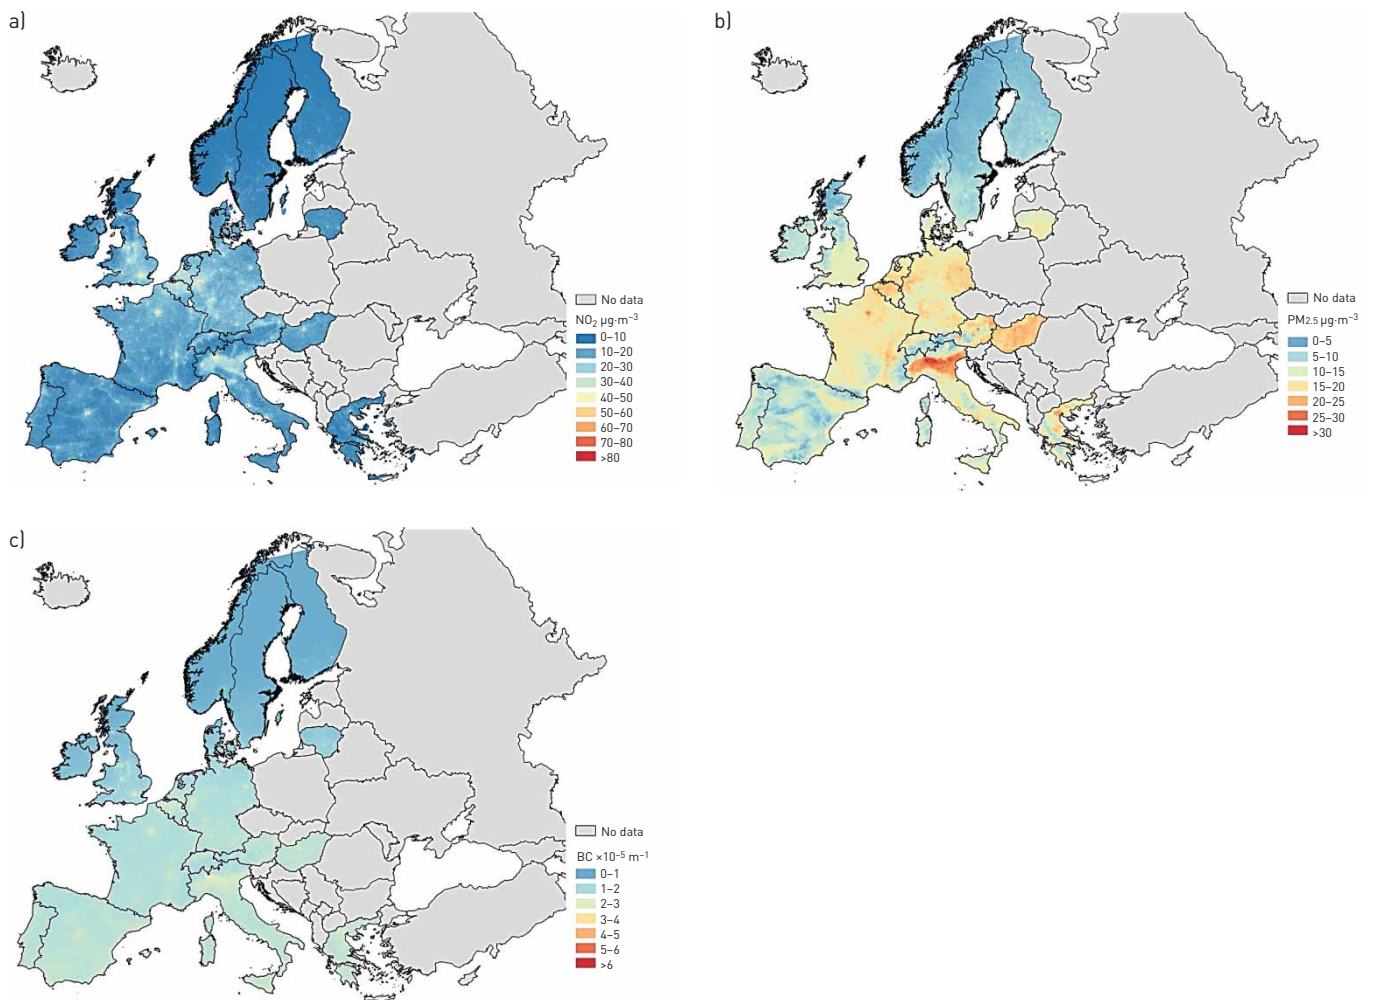 a)
No data
NO₂ µg·m⁻³
0–10
10–20
20–30
30–40
40–50
50–60
60–70
70–80
>80
b)
No data
PM2.5 µg·m⁻³
0–5
5–10
10–15
15–20
20–25
25–30
>30
c)
No data
BC ×10⁻⁵ m⁻¹
0–1
1–2
2–3
3–4
4–5
5–6
>6